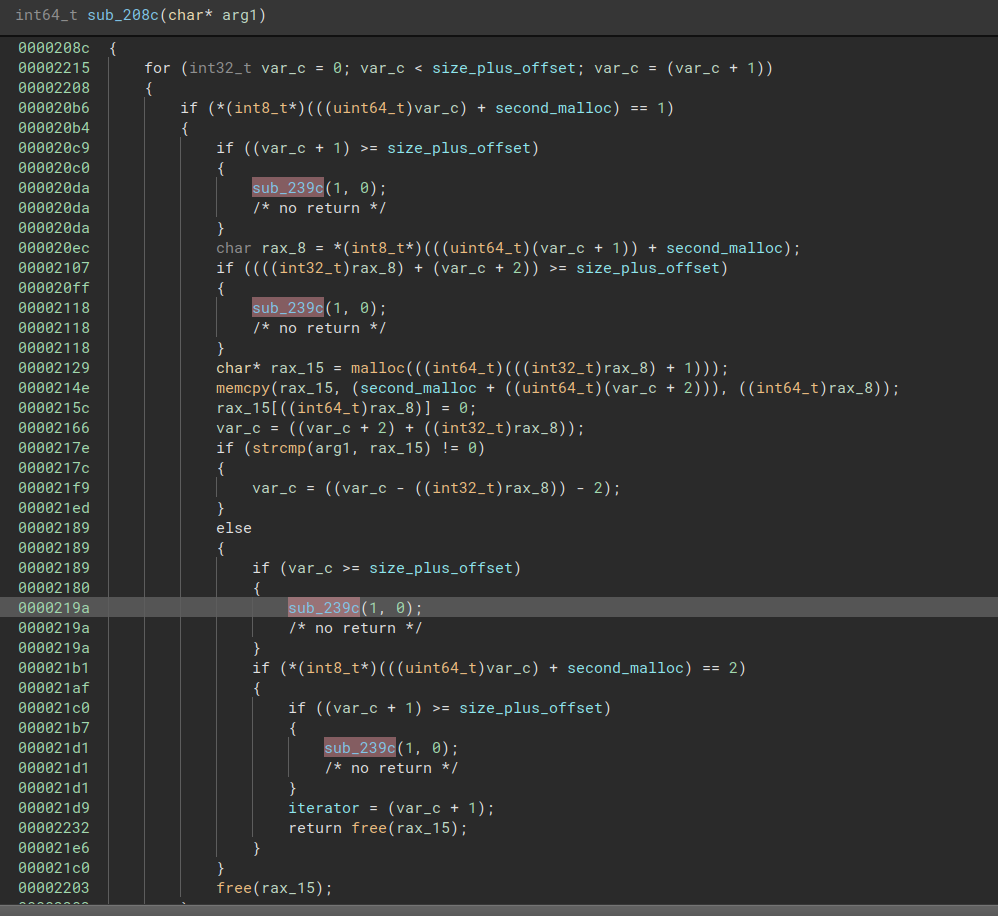 int64_t sub_208c(char* arg1)
0000208c {
00002215 for (int32_t var_c = 0; var_c < size_plus_offset; var_c = (var_c + 1))
00002208 {
000020b6 if (*(int8_t*)(((uint64_t)var_c) + second_malloc) == 1)
000020b4 {
000020c9 if ((var_c + 1) >= size_plus_offset)
000020c0 {
000020da sub_239c(1, 0);
000020da /* no return */
000020da }
000020ec char rax_8 = *(int8_t*)(((uint64_t)(var_c + 1)) + second_malloc);
00002107 if ((((int32_t)rax_8) + (var_c + 2)) >= size_plus_offset)
000020ff {
00002118 sub_239c(1, 0);
00002118 /* no return */
00002118 }
00002129 char* rax_15 = malloc(((int64_t)(((int32_t)rax_8) + 1)));
0000214e memcpy(rax_15, (second_malloc + ((uint64_t)(var_c + 2))), ((int64_t)rax_8));
0000215c rax_15[((int64_t)rax_8)] = 0;
00002166 var_c = ((var_c + 2) + ((int32_t)rax_8));
0000217e if (strcmp(arg1, rax_15) != 0)
0000217c {
000021f9 var_c = ((var_c - ((int32_t)rax_8)) - 2);
000021ed }
00002189 else
00002189 {
00002189 if (var_c >= size_plus_offset)
00002180 {
0000219a sub_239c(1, 0);
0000219a /* no return */
0000219a }
000021b1 if (*(int8_t*)(((uint64_t)var_c) + second_malloc) == 2)
000021af {
000021c0 if ((var_c + 1) >= size_plus_offset)
000021b7 {
000021d1 sub_239c(1, 0);
000021d1 /* no return */
000021d1 }
000021d9 iterator = (var_c + 1);
00002232 return free(rax_15);
000021e6 }
000021c0 }
00002203 free(rax_15);